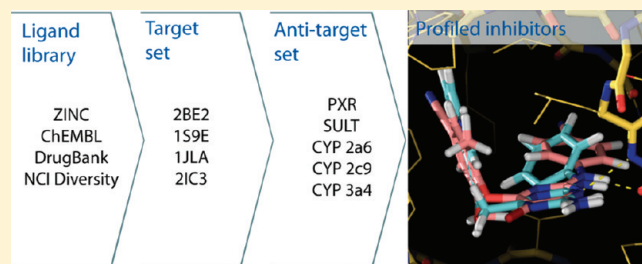 Ligand
library
ZINC
ChEMBL
DrugBank
NCI Diversity
Target
set
2BE2
1S9E
1JLA
2IC3
Anti-target
set
PXR
SULT
CYP 2a6
CYP 2c9
CYP 3a4
Profiled inhibitors